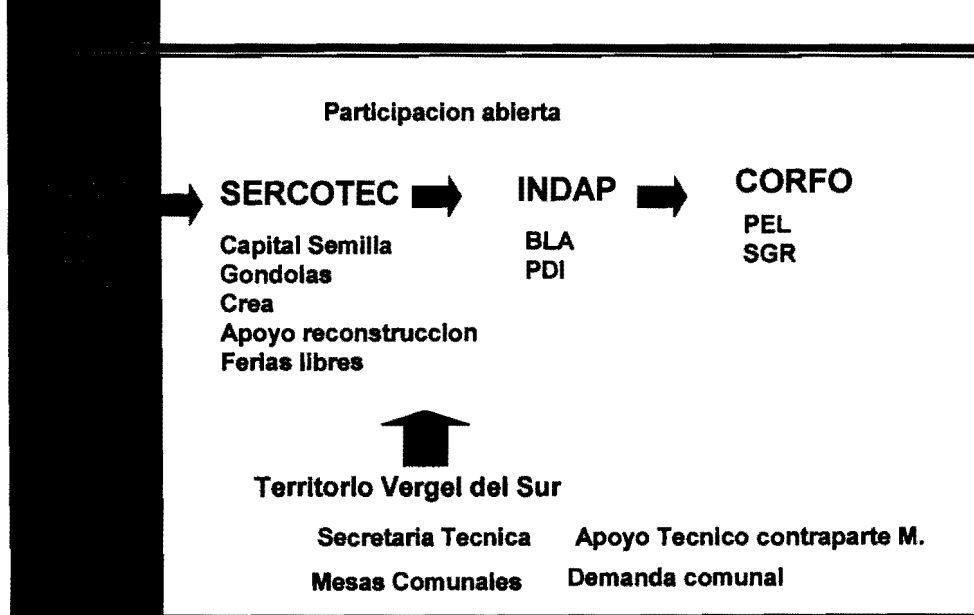 Participacion abierta
SERCOTEC
INDAP
CORFO
Capital Semilla
Gondolas
Crea
Apoyo reconstruccion
Ferias libres
BLA
PDI
PEL
SGR
Territorio Vergel del Sur
Secretaria Tecnica
Apoyo Tecnico contraparte M.
Mesas Comunales
Demanda comunal